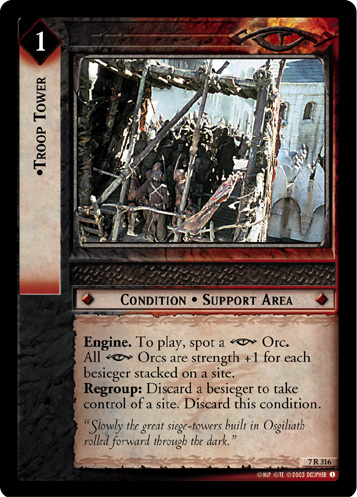 1
•TROOP TOWER
CONDITION • SUPPORT AREA
Engine. To play, spot a Orc.
All Orcs are strength +1 for each
besieger stacked on a site.
Regroup: Discard a besieger to take
control of a site. Discard this condition.
"Slowly the great siege-towers built in Osgiliath
rolled forward through the dark."
7 R 316
©NLP ™TE ©2003 DECIPHER